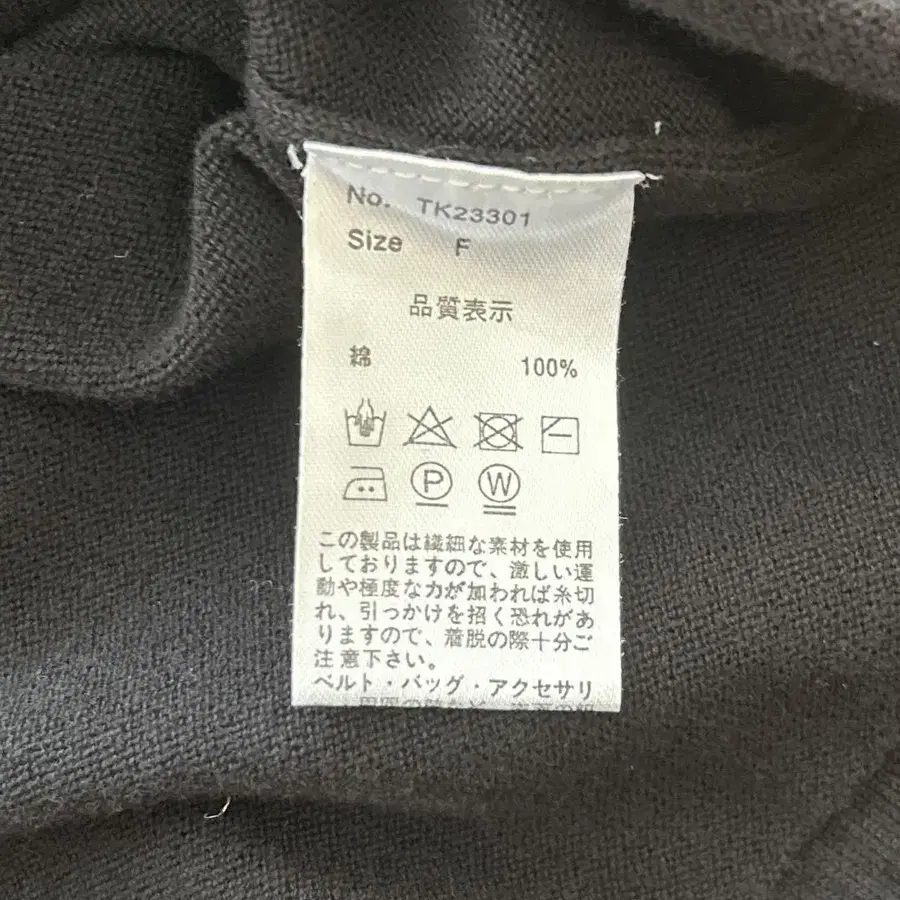 No. TK23301
Size F
品質表示
綿 100%
P W
この製品は繊細な素材を使用
しておりますので、激しい運
動や極度な力が加われば糸切
れ、引っかけを招く恐れがあ
りますので、着脱の際十分ご
注意下さい。
ベルト・バッグ・アクセサリ